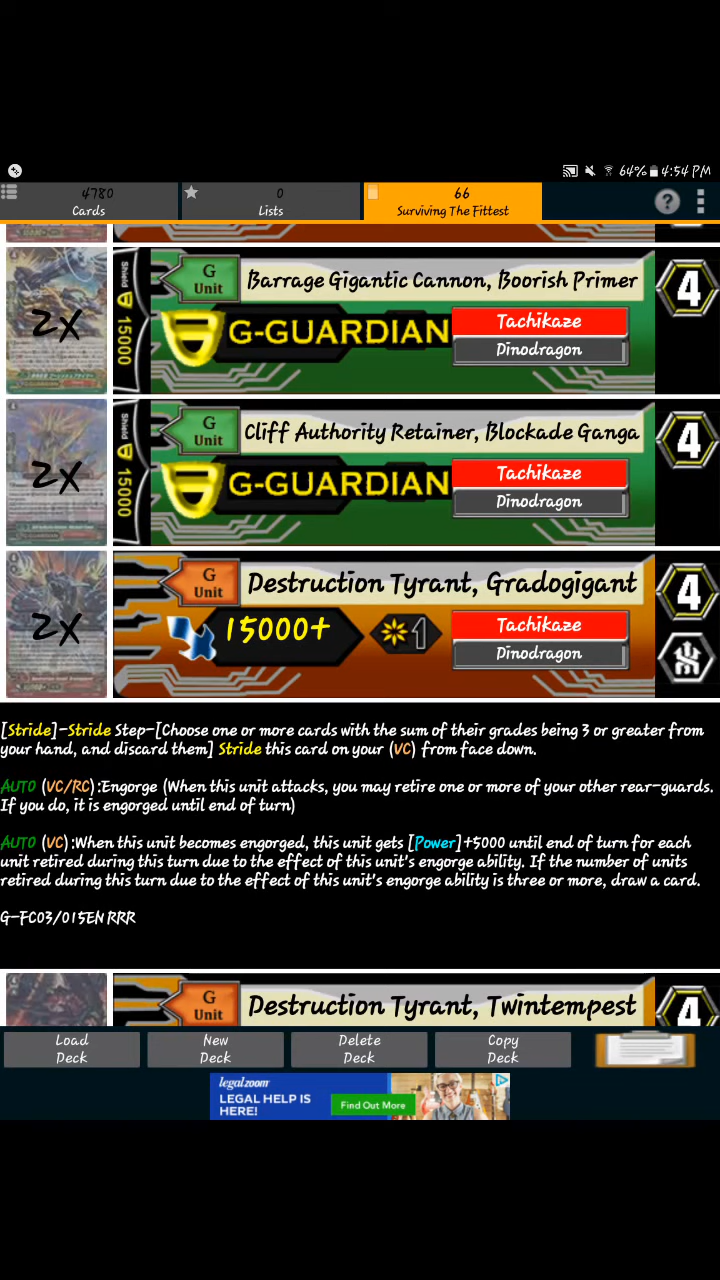 64% 4:54 PM
4780
Cards
0
Lists
66
Surviving The Fittest
?
2x
Shield 15000
G
Unit
Barrage Gigantic Cannon, Boorish Primer
G-GUARDIAN
Tachikaze
Dinodragon
4
2x
Shield 15000
G
Unit
Cliff Authority Retainer, Blockade Ganga
G-GUARDIAN
Tachikaze
Dinodragon
4
2x
G
Unit
Destruction Tyrant, Gradogigant
15000+
1
Tachikaze
Dinodragon
4
[Stride]-Stride Step-[Choose one or more cards with the sum of their grades being 3 or greater from
your hand, and discard them] Stride this card on your (VC) from face down.
AUTO (VC/RC):Engorge (When this unit attacks, you may retire one or more of your other rear-guards.
If you do, it is engorged until end of turn)
AUTO (VC):When this unit becomes engorged, this unit gets [Power]+5000 until end of turn for each
unit retired during this turn due to the effect of this unit's engorge ability. If the number of units
retired during this turn due to the effect of this unit's engorge ability is three or more, draw a card.
G-FC03/015EN RRR
G
Unit
Destruction Tyrant, Twintempest
4
Load
Deck
New
Deck
Delete
Deck
Copy
Deck
legalzoom
LEGAL HELP IS
HERE!
Find Out More